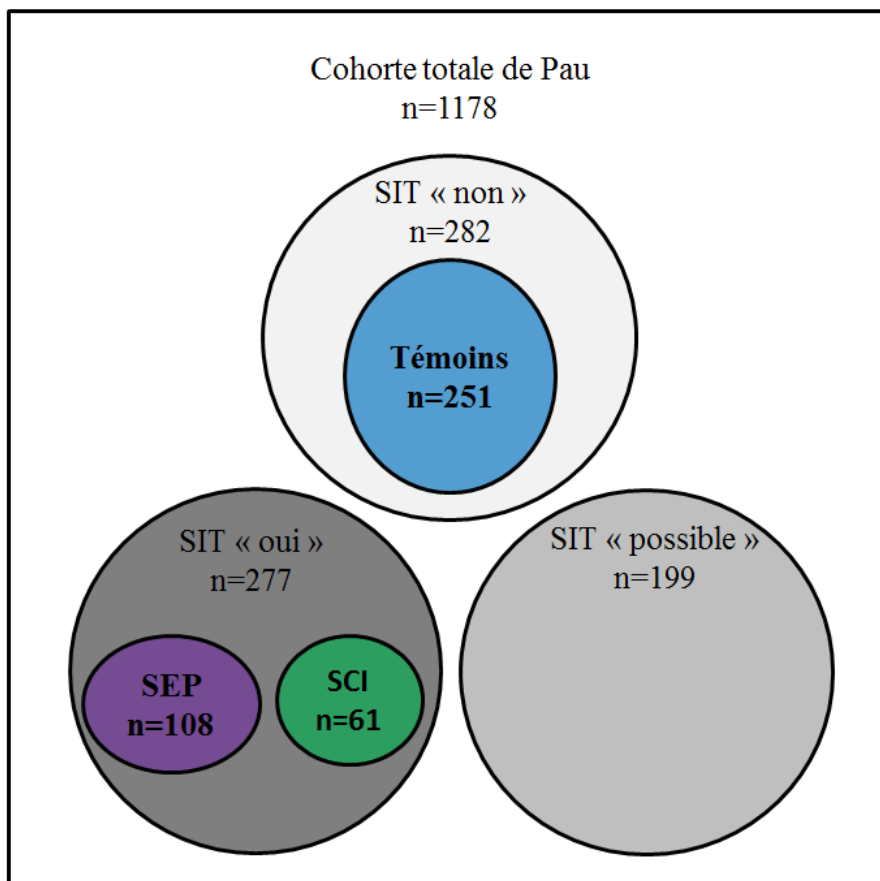 Cohorte totale de Pau
n=1178
SIT « non »
n=282
Témoins
n=251
SIT « oui »
n=277
SEP
n=108
SCI
n=61
SIT « possible »
n=199